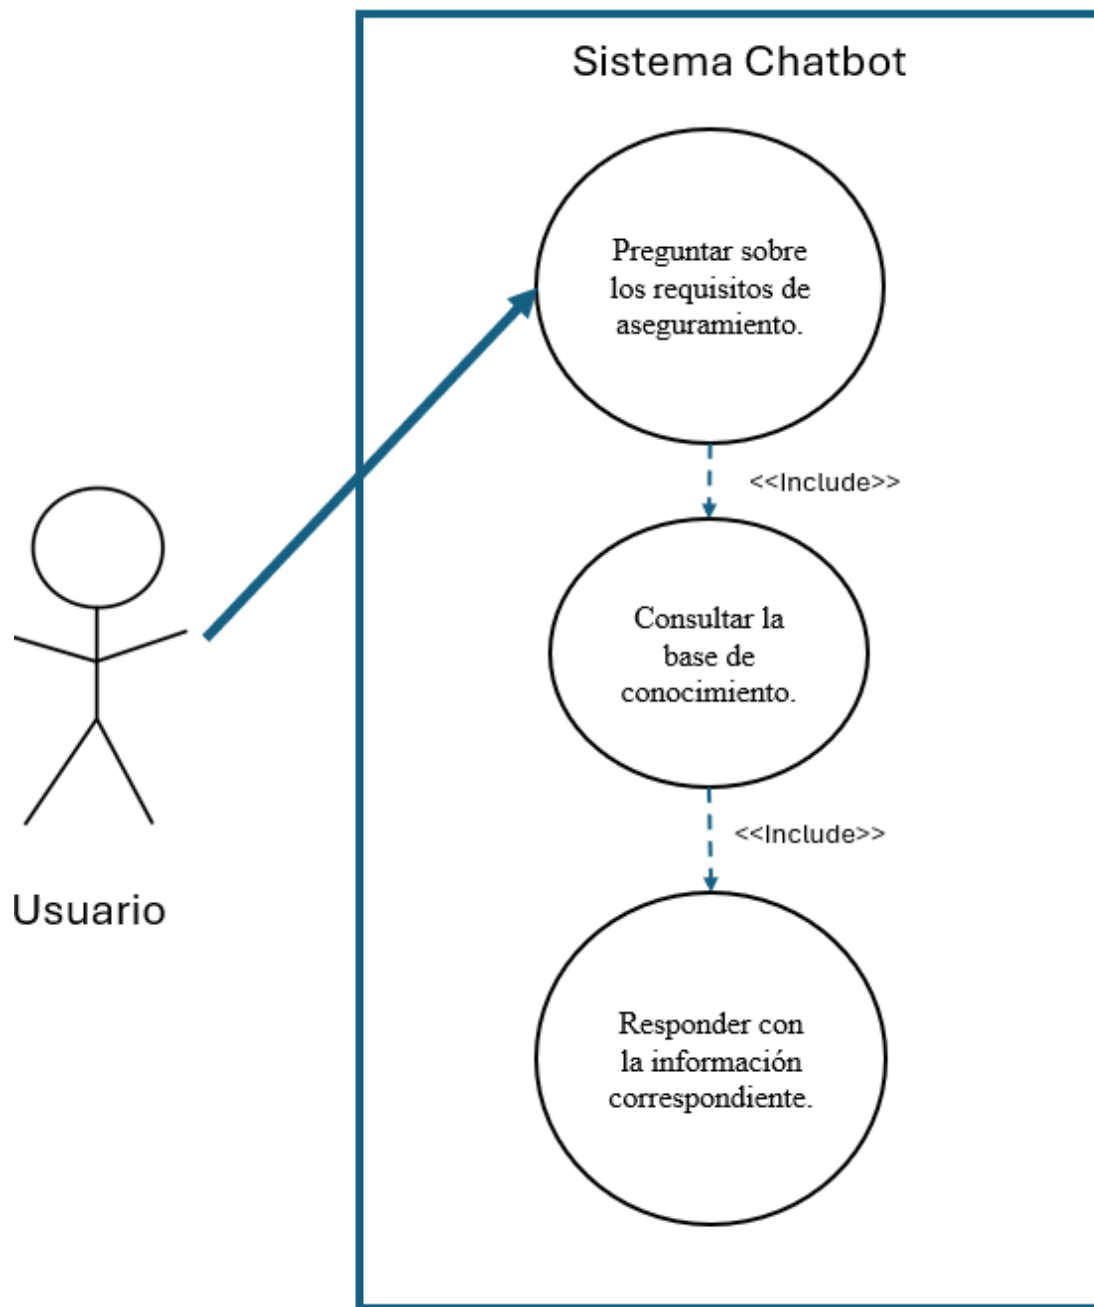 Sistema Chatbot
Preguntar sobre
los requisitos de
aseguramiento.
<<Include>>
Consultar la
base de
conocimiento.
<<Include>>
Usuario
Responder con
la información
correspondiente.